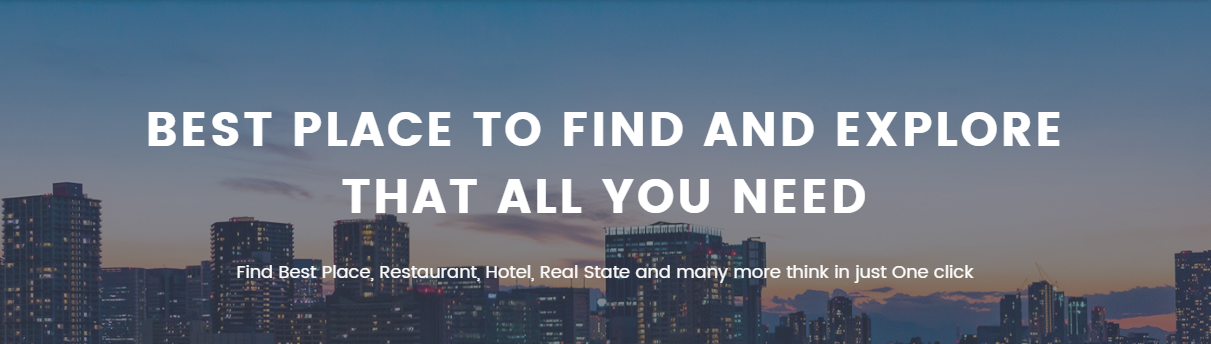 BEST PLACE TO FIND AND EXPLORE
THAT ALL YOU NEED
Find Best Place, Restaurant, Hotel, Real State and many more think in just One click